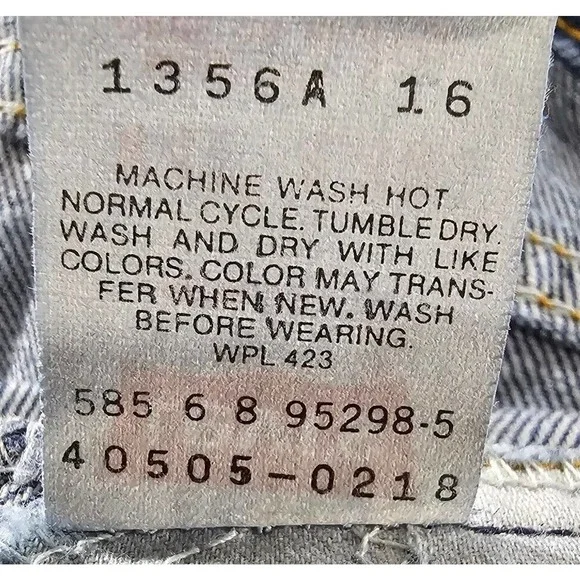 1356A 16
MACHINE WASH HOT
NORMAL CYCLE. TUMBLE DRY.
WASH AND DRY WITH LIKE
COLORS. COLOR MAY TRANS-
FER WHEN NEW. WASH
BEFORE WEARING.
WPL 423
585 6 8 95298-5
40505-0218